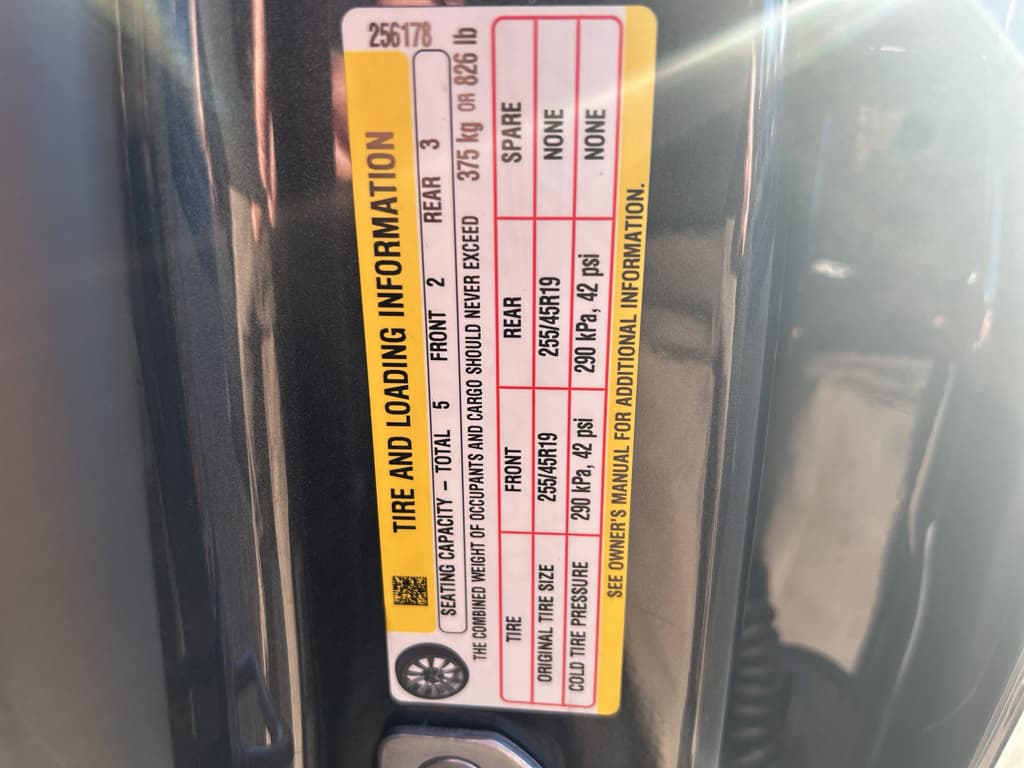 256178
TIRE AND LOADING INFORMATION
SEATING CAPACITY – TOTAL 5 FRONT 2 REAR 3
THE COMBINED WEIGHT OF OCCUPANTS AND CARGO SHOULD NEVER EXCEED 375 kg OR 826 lb
TIRE FRONT REAR SPARE
ORIGINAL TIRE SIZE 255/45R19 255/45R19 NONE
COLD TIRE PRESSURE 290 kPa, 42 psi 290 kPa, 42 psi NONE
SEE OWNER'S MANUAL FOR ADDITIONAL INFORMATION.